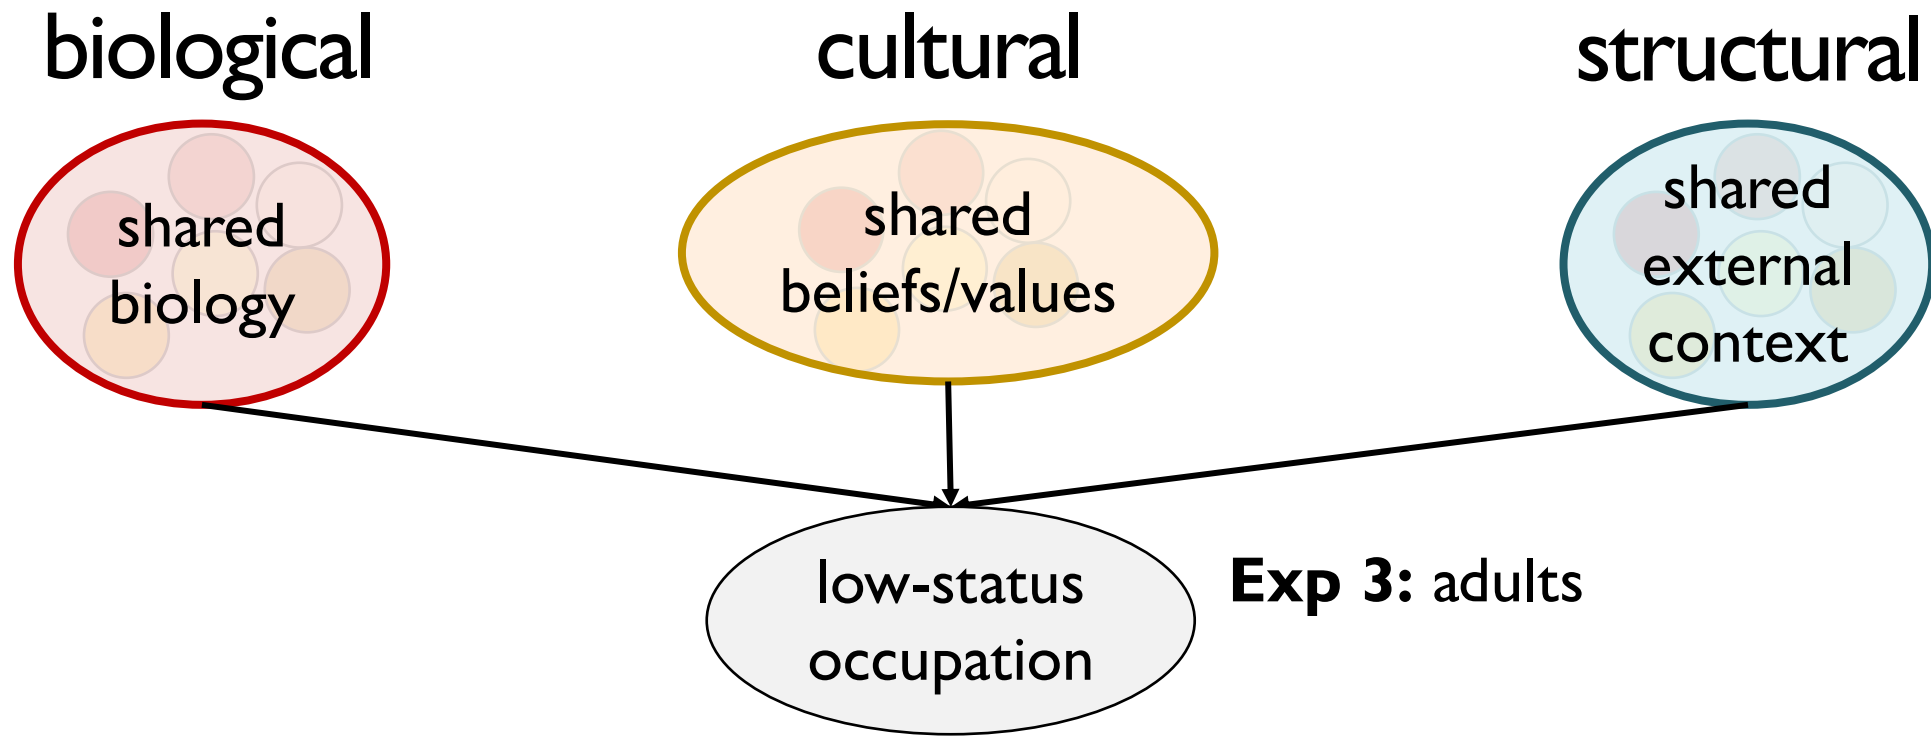 biological
cultural
structural
shared
biology
shared
beliefs/values
shared
external
context
low-status
occupation
Exp 3: adults